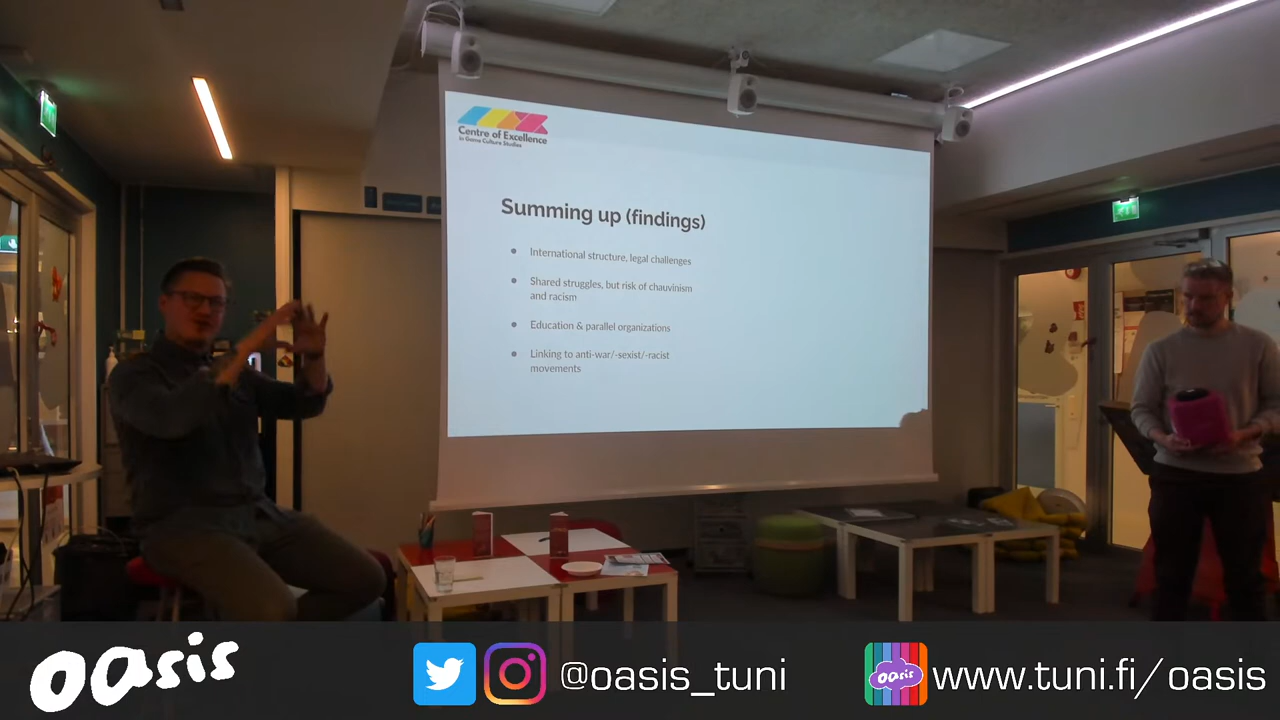 Centre of Excellence
in Game Culture Studies
Summing up (findings)
International structure, legal challenges
Shared struggles, but risk of chauvinism
and racism
Education & parallel organizations
Linking to anti-war/-sexist/-racist
movements
oasis
@oasis_tuni
oasis
www.tuni.fi/oasis